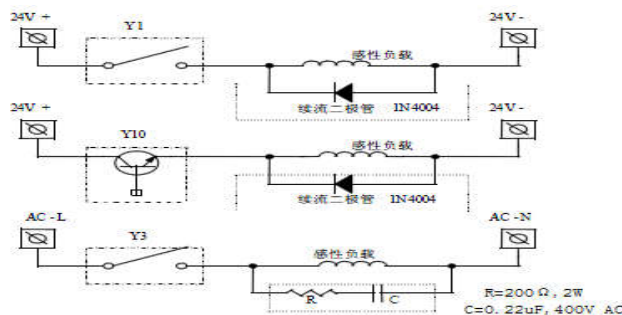 24V + Y1 24V -
感性负载
续流二极管 IN4004
24V + Y10 24V -
感性负载
续流二极管 IN4004
AC -L Y3 AC -N
感性负载
R C
R=200Ω, 2W
C=0. 22uF, 400V AC